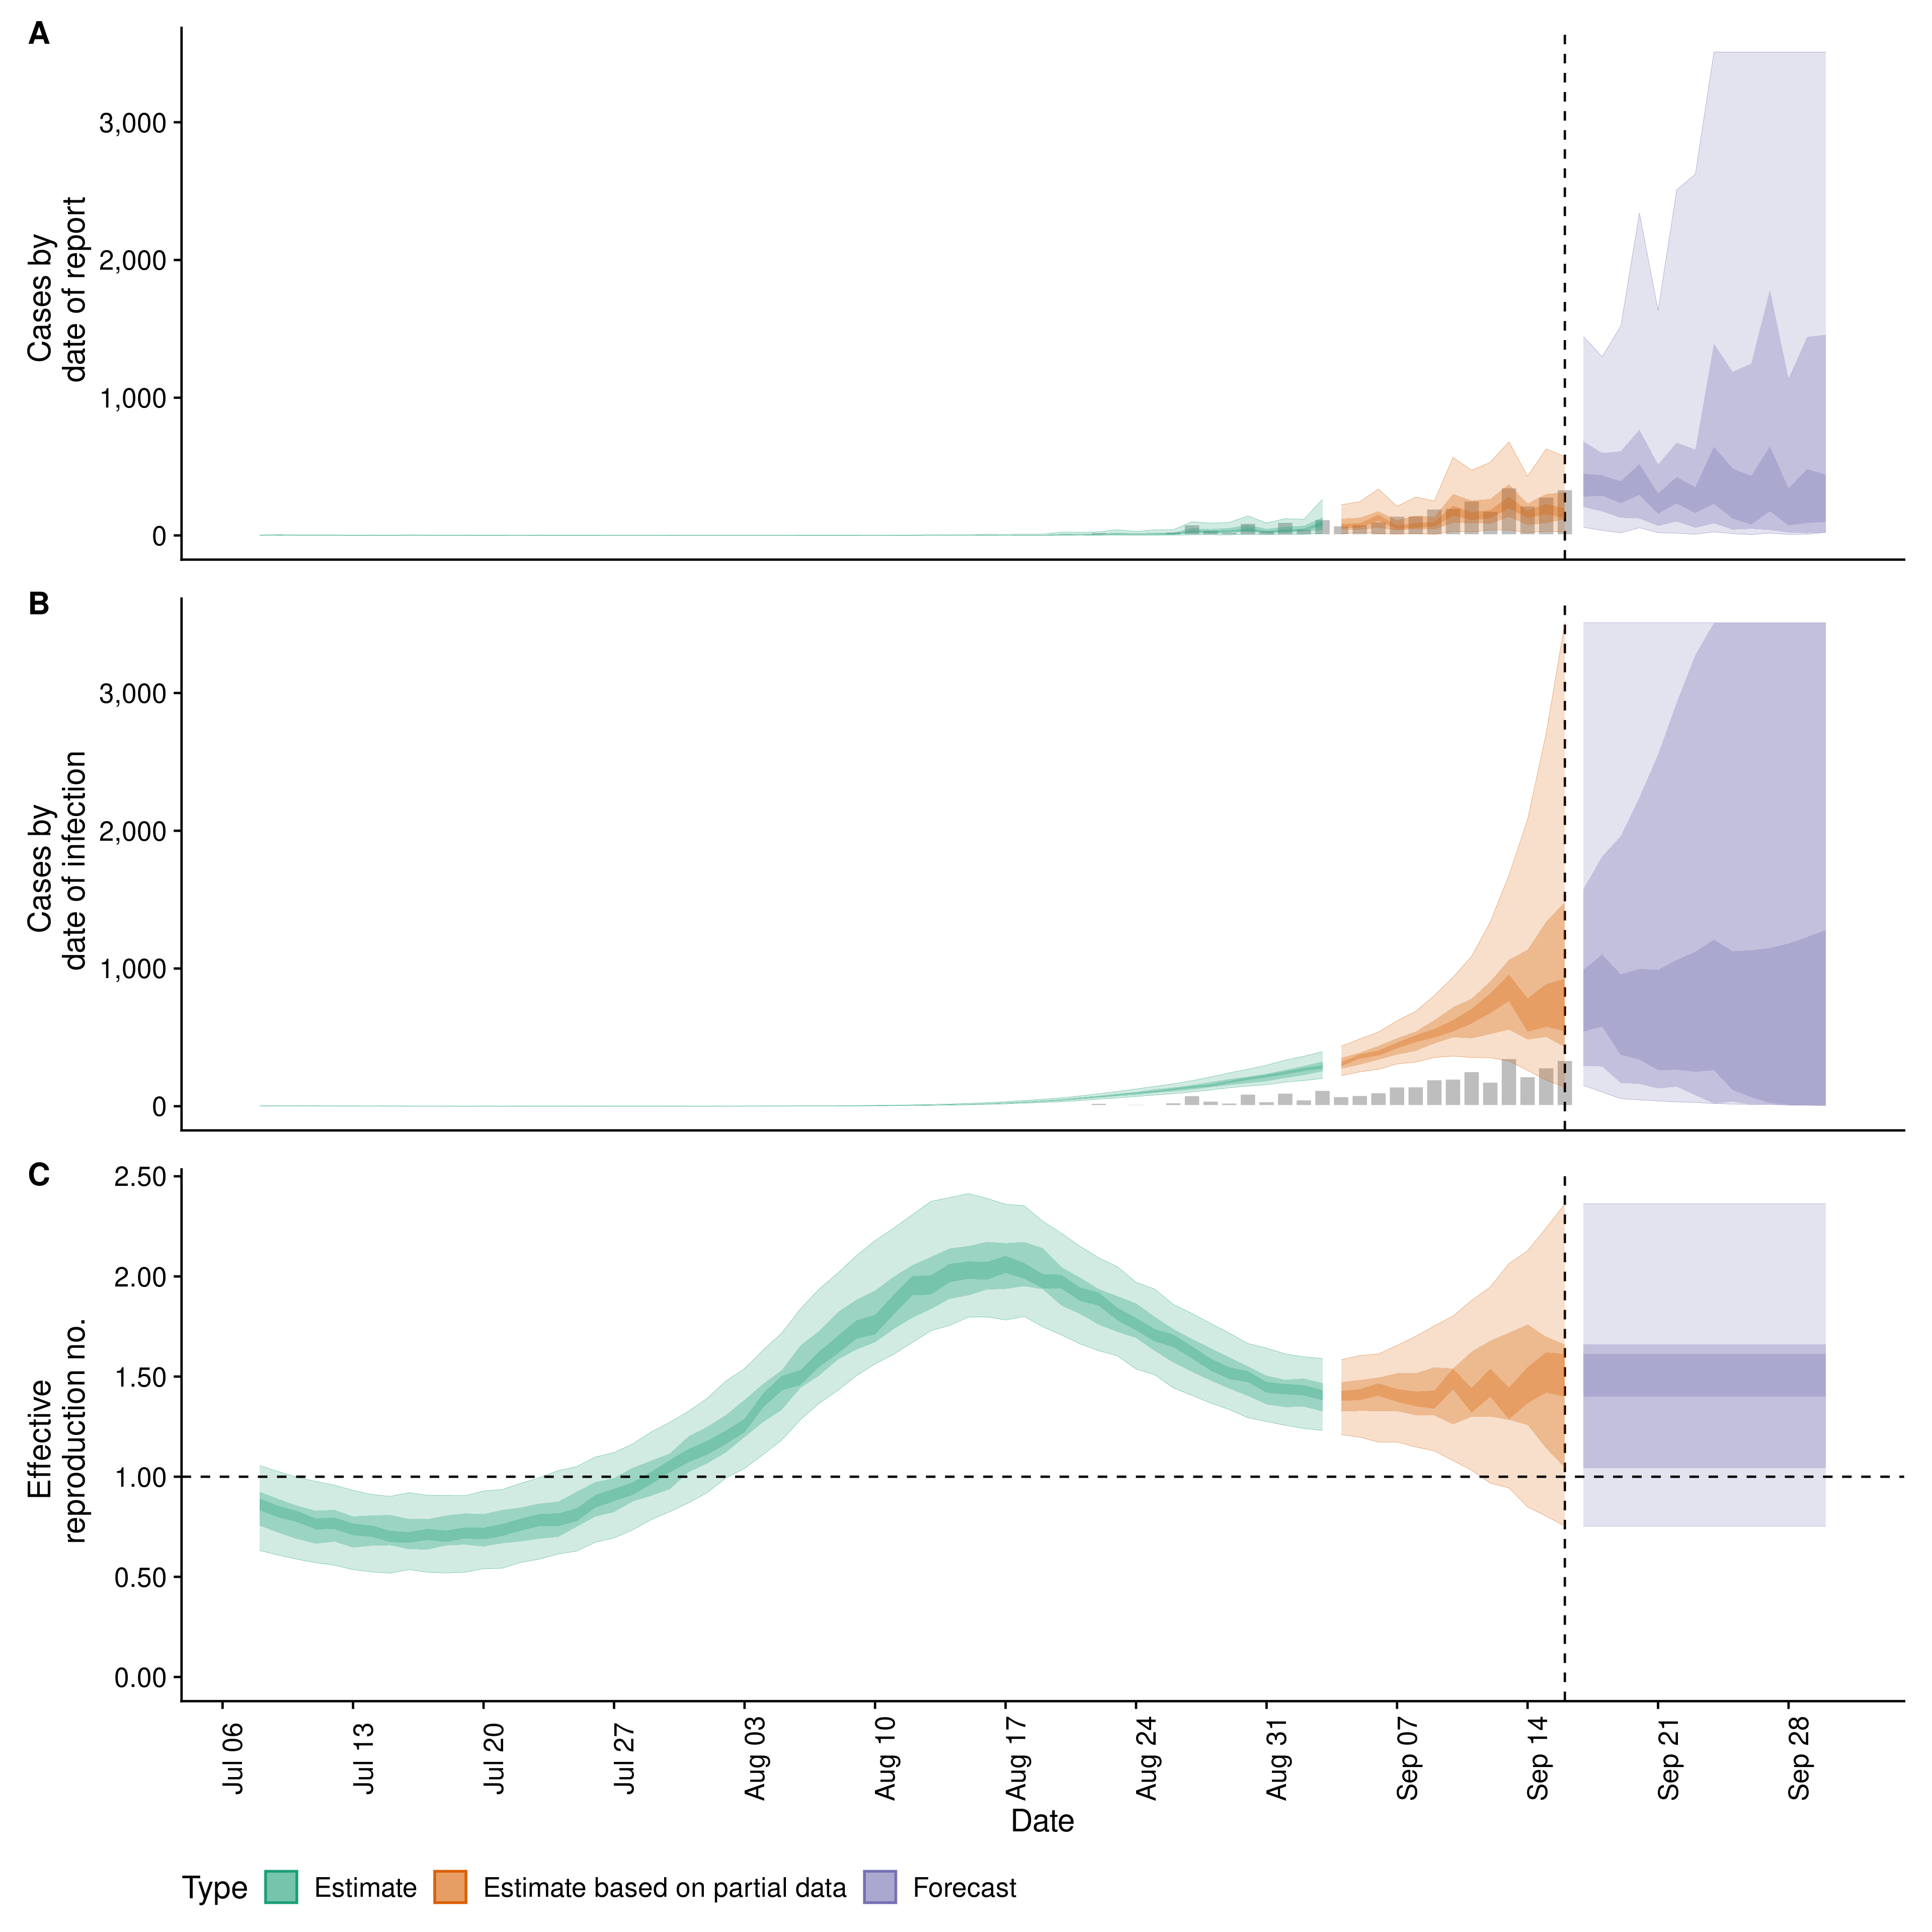 A
Cases by
date of report
3,000
2,000
1,000
0
B
Cases by
date of infection
3,000
2,000
1,000
0
C
Effective
reproduction no.
2.50
2.00
1.50
1.00
0.50
0.00
Jul 06
Jul 13
Jul 20
Jul 27
Aug 03
Aug 10
Aug 17
Aug 24
Aug 31
Sep 07
Sep 14
Sep 21
Sep 28
Date
Type Estimate Estimate based on partial data Forecast